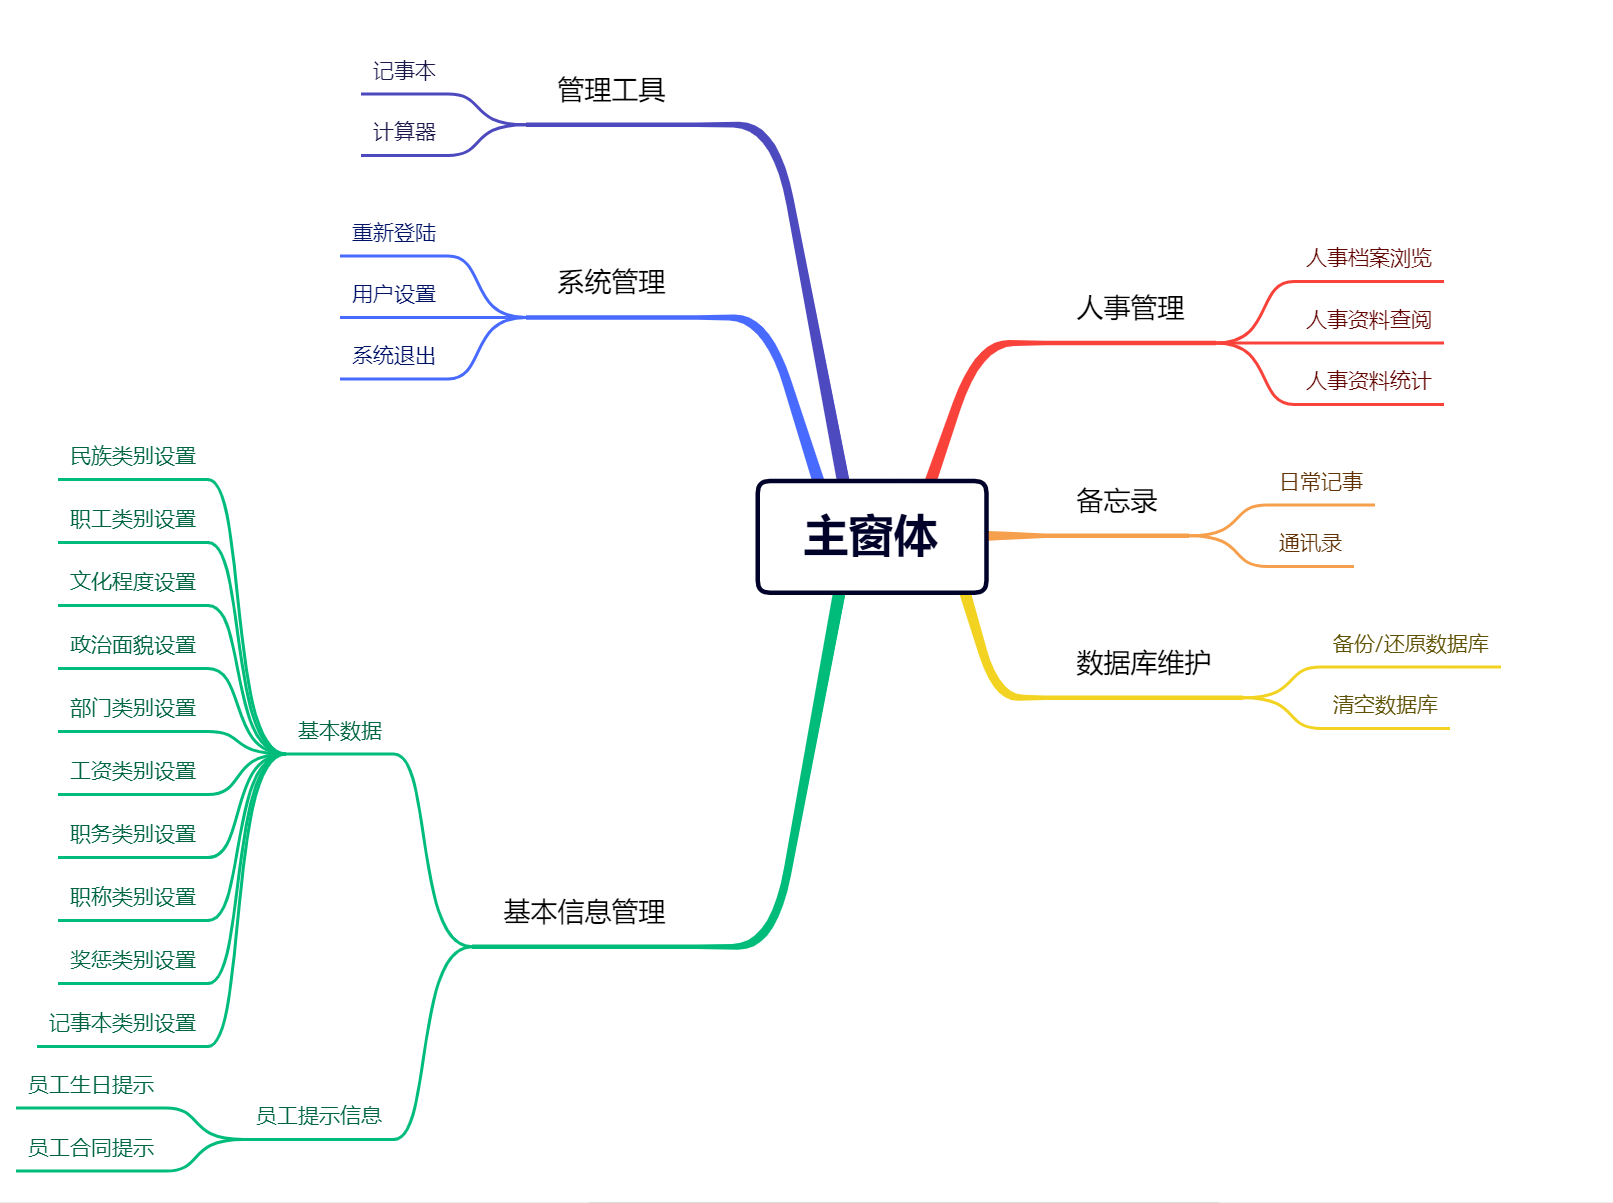 主窗体
人事管理
人事档案浏览
人事资料查阅
人事资料统计
备忘录
日常记事
通讯录
数据库维护
备份/还原数据库
清空数据库
管理工具
记事本
计算器
系统管理
重新登陆
用户设置
系统退出
基本信息管理
基本数据
民族类别设置
职工类别设置
文化程度设置
政治面貌设置
部门类别设置
工资类别设置
职务类别设置
职称类别设置
奖惩类别设置
记事本类别设置
员工提示信息
员工生日提示
员工合同提示